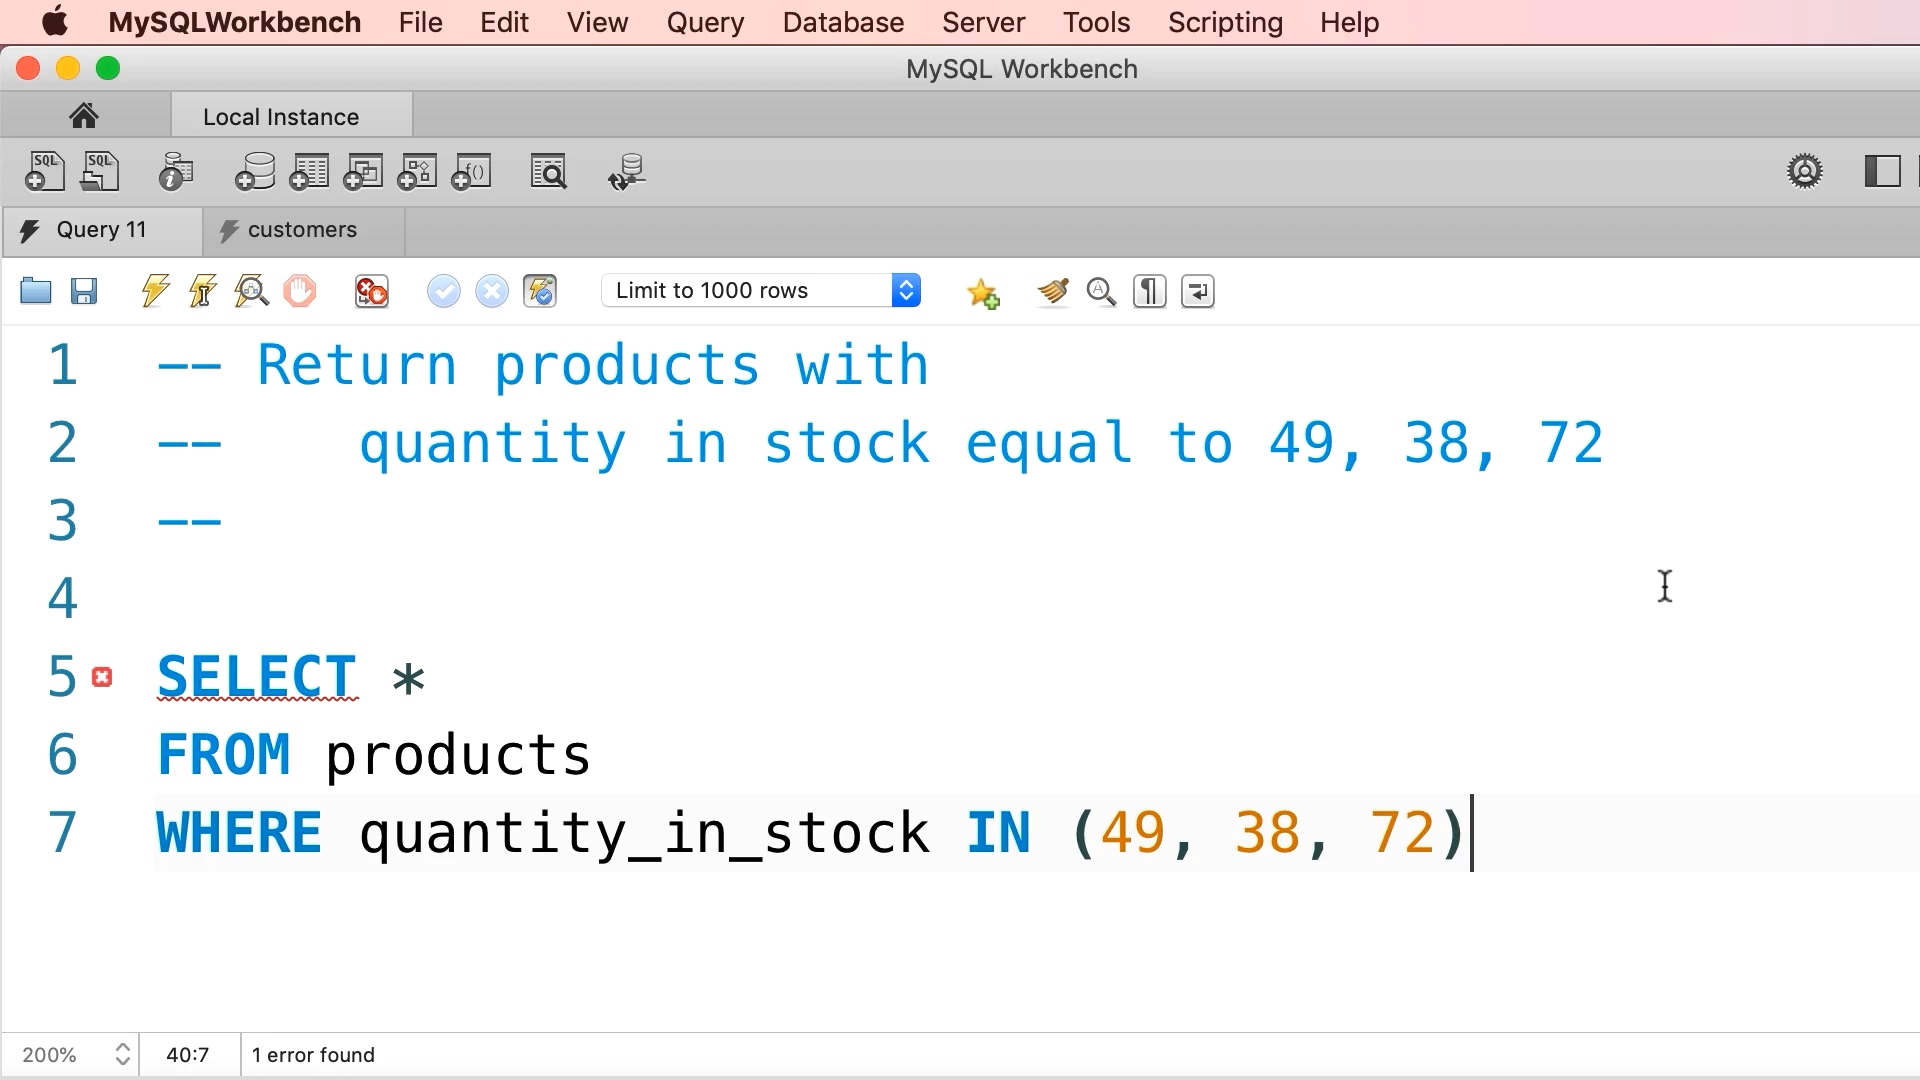 MySQLWorkbench File Edit View Query Database Server Tools Scripting Help
MySQL Workbench
Local Instance
SQL SQL
Query 11 customers
Limit to 1000 rows
1 -- Return products with
2 --    quantity in stock equal to 49, 38, 72
3 --
4
5 SELECT *
6 FROM products
7 WHERE quantity_in_stock IN (49, 38, 72)
200% 40:7 1 error found